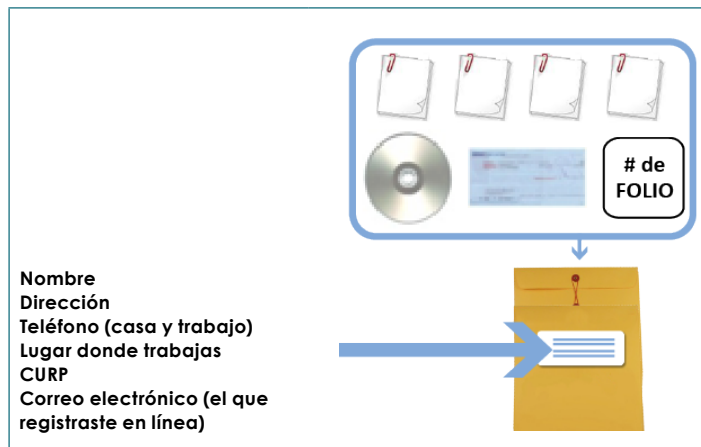 # de
FOLIO
Nombre
Dirección
Teléfono (casa y trabajo)
Lugar donde trabajas
CURP
Correo electrónico (el que
registraste en línea)